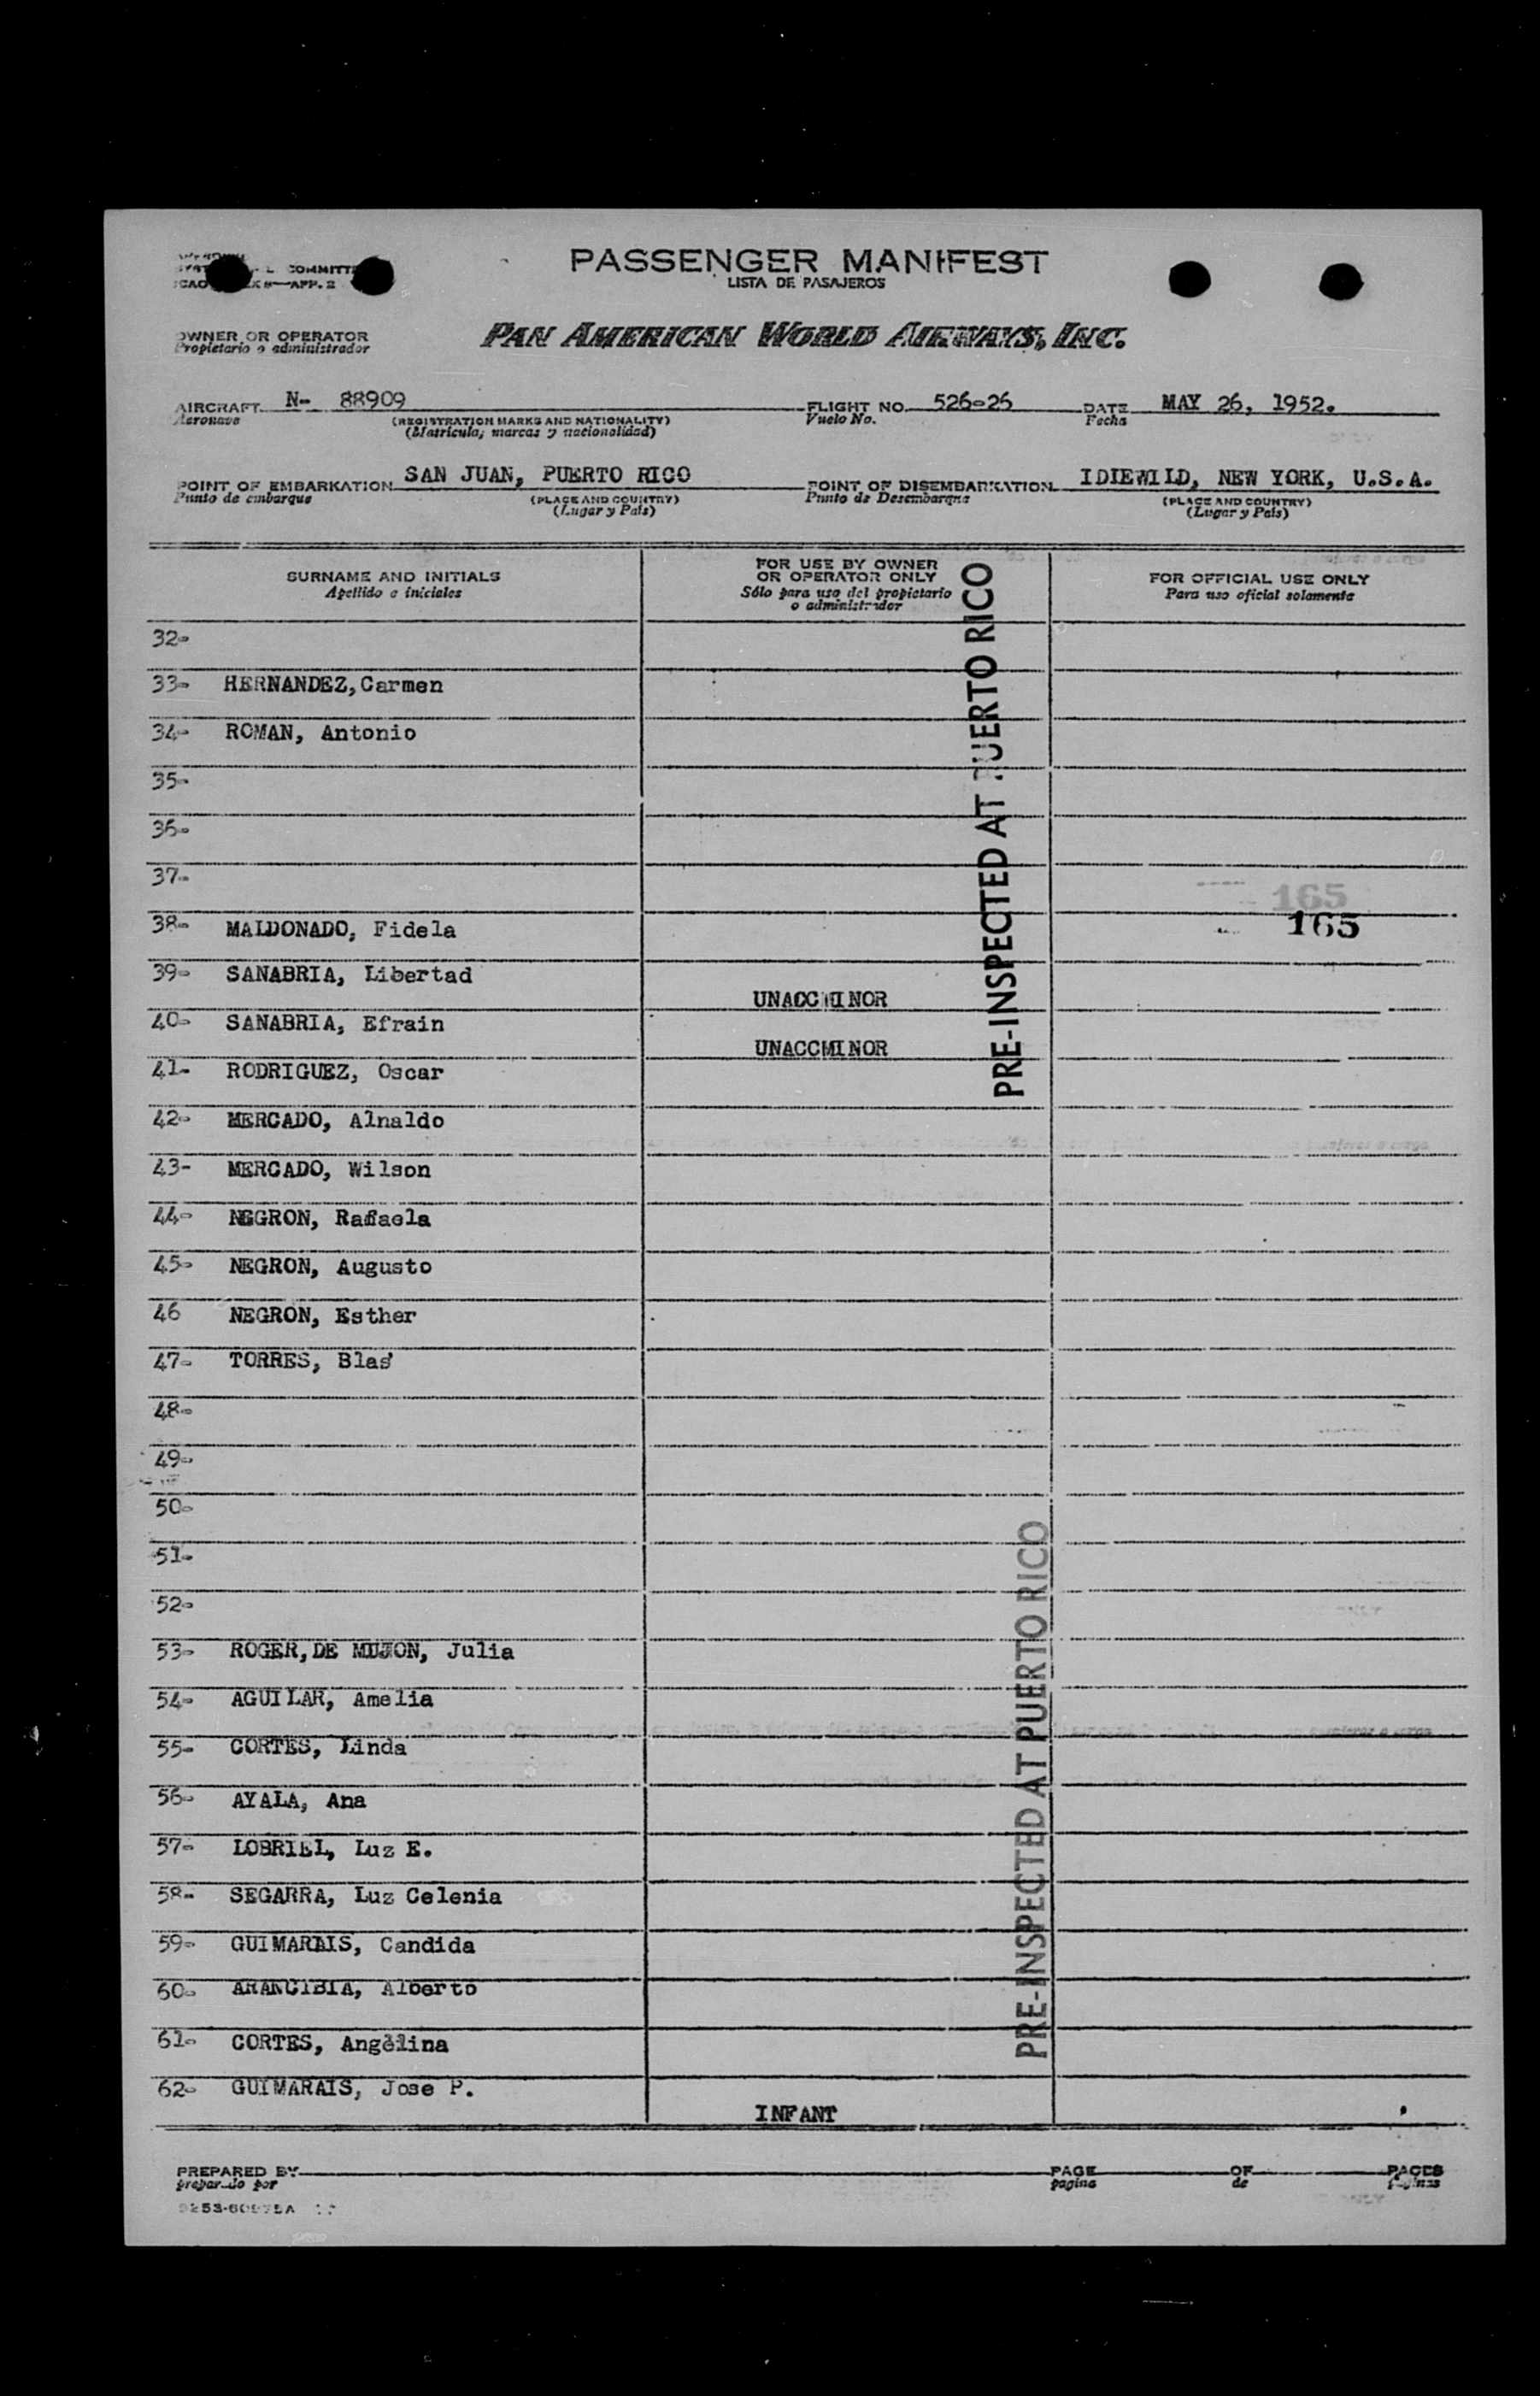 COMMITT
APP. 2
PASSENGER MANIFEST
LISTA DE PASAJEROS
OWNER OR OPERATOR
Propietario o administrador
PAN AMERICAN WORLD AIRWAYS, INC.
AIRCRAFT N- 88909 FLIGHT NO. 526-26 DATE MAY 26, 1952.
Aeronave (REGISTRATION MARKS AND NATIONALITY) Vuelo No. Fecha
(Matricula, marcas y nacionalidad)
POINT OF EMBARKATION SAN JUAN, PUERTO RICO POINT OF DISEMBARKATION IDIEWILD, NEW YORK, U.S.A.
Punto de embarque (PLACE AND COUNTRY) Punto de Desembarque (PLACE AND COUNTRY)
(Lugar y País) (Lugar y País)
SURNAME AND INITIALS
Apellido e iniciales
FOR USE BY OWNER
OR OPERATOR ONLY
Sólo para uso del propietario
o administrador
FOR OFFICIAL USE ONLY
Para uso oficial solamente
PRE-INSPECTED AT PUERTO RICO
32-
33- HERNANDEZ,Carmen
34- ROMAN, Antonio
35-
36-
37-
165
38- MALDONADO, Fidela 165
39- SANABRIA, Libertad
UNACC MINOR
40- SANABRIA, Efrain
UNACCMINOR
41- RODRIGUEZ, Oscar
42- MERCADO, Alnaldo
43- MERCADO, Wilson
44- NEGRON, Rafaela
45- NEGRON, Augusto
46 NEGRON, Esther
47- TORRES, Blas
48-
49-
50-
51-
52-
53- ROGER,DE MUJON, Julia
54- AGUILAR, Amelia
55- CORTES, Linda
56- AYALA, Ana
57- LOBRIEL, Luz E.
58- SEGARRA, Luz Celenia
59- GUIMARAIS, Candida
60- ARANCIBIA, Alberto
61- CORTES, Angelina
62- GUIMARAIS, Jose P.
INFANT
PRE-INSPECTED AT PUERTO RICO
PREPARED BY PAGE OF PAGES
preparado por pagina de paginas